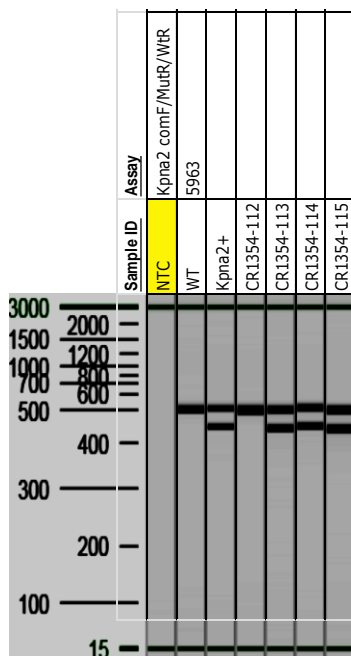 Assay
Kpna2 comF/MutR/WtR
5963
Sample ID
NTC
WT
Kpna2+
CR1354-112
CR1354-113
CR1354-114
CR1354-115
3000
2000
1500
1200
1000
800
700
600
500
400
300
200
100
15